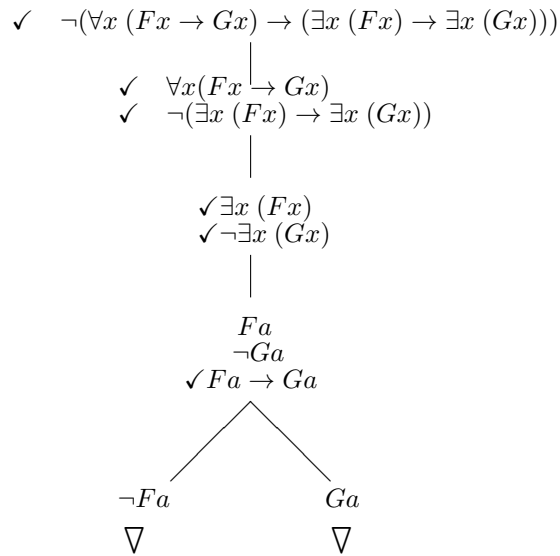 ✓ ¬(∀x (Fx → Gx) → (∃x (Fx) → ∃x (Gx)))
✓ ∀x(Fx → Gx)
✓ ¬(∃x (Fx) → ∃x (Gx))
✓∃x (Fx)
✓¬∃x (Gx)
Fa
¬Ga
✓Fa → Ga
¬Fa Ga
▽ ▽